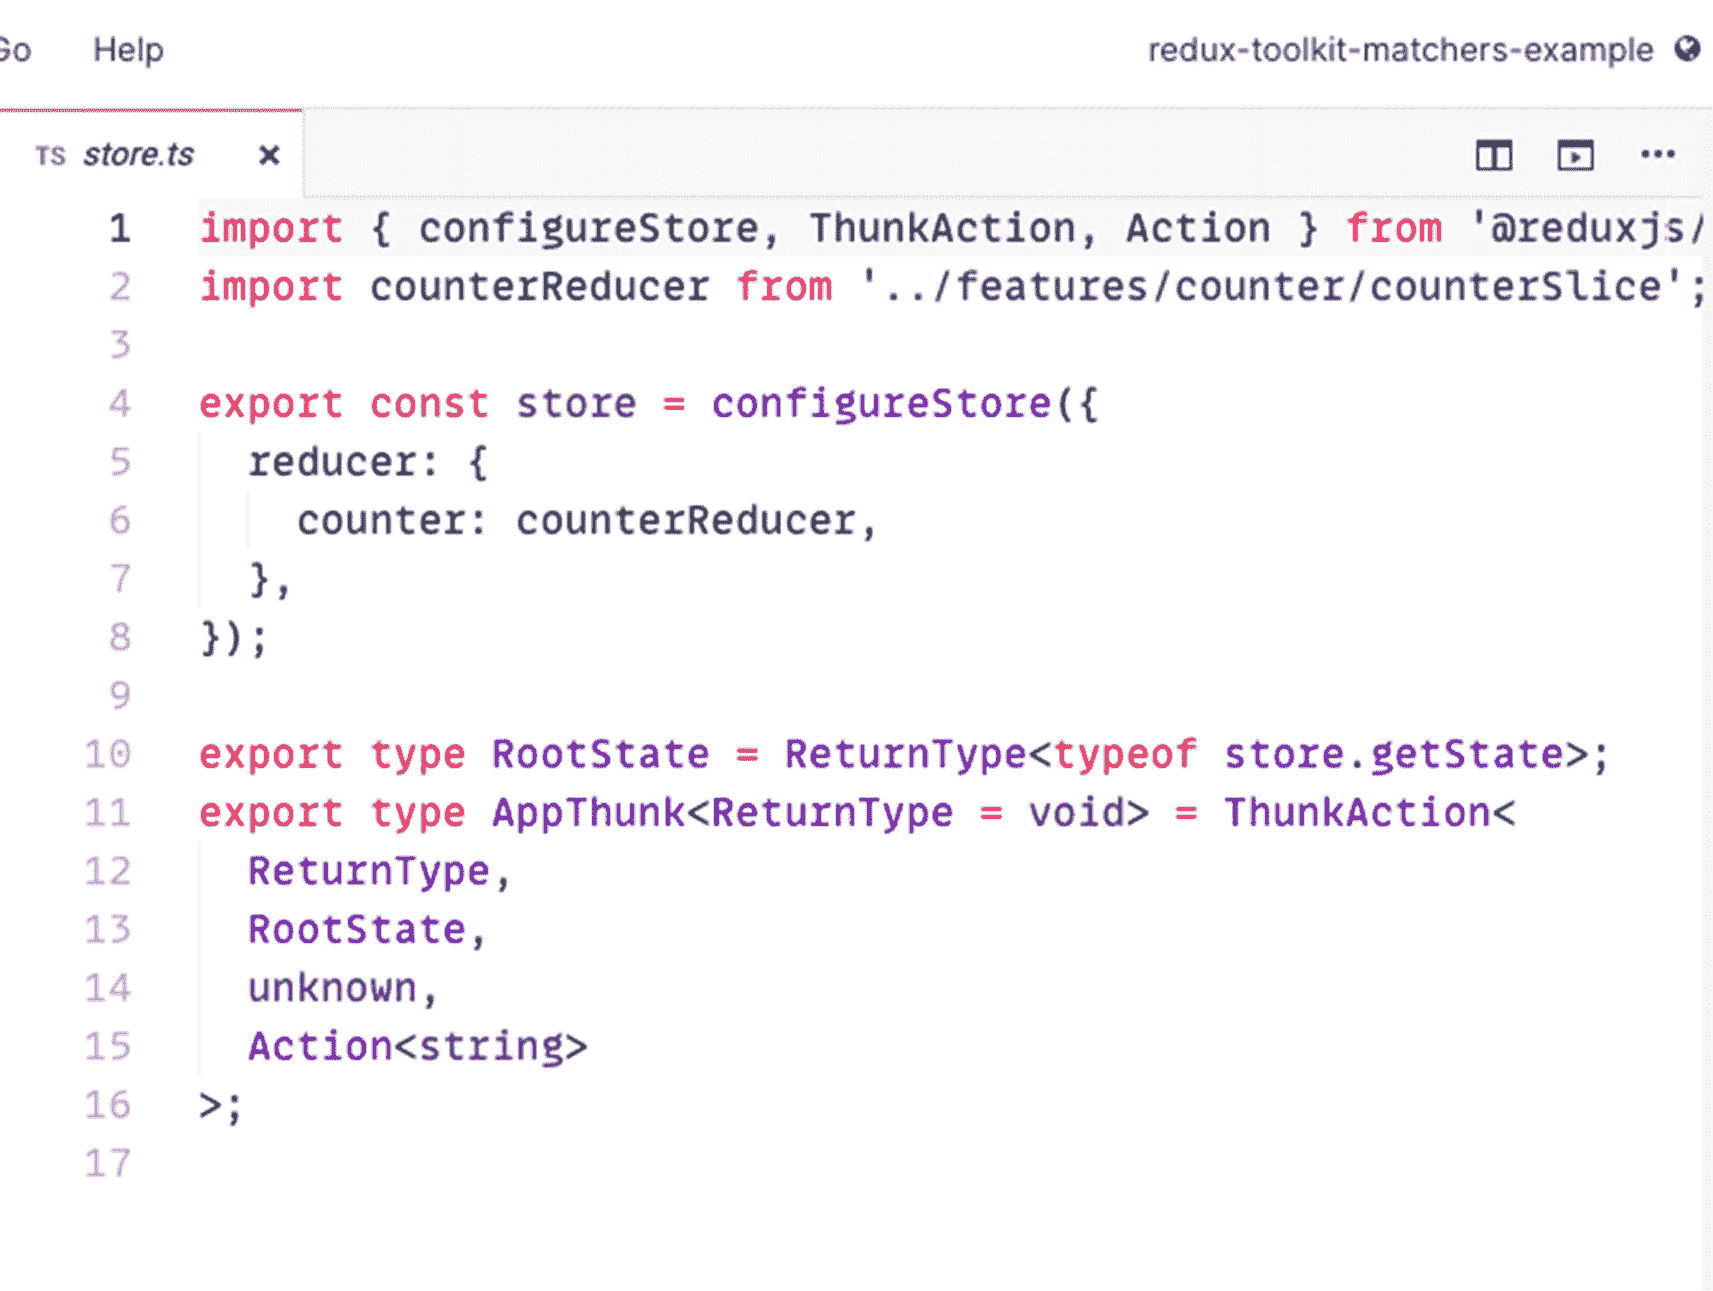 Go Help redux-toolkit-matchers-example
TS store.ts ×
1 import { configureStore, ThunkAction, Action } from '@reduxjs/
2 import counterReducer from '../features/counter/counterSlice';
3
4 export const store = configureStore({
5   reducer: {
6     counter: counterReducer,
7   },
8 });
9
10 export type RootState = ReturnType<typeof store.getState>;
11 export type AppThunk<ReturnType = void> = ThunkAction<
12   ReturnType,
13   RootState,
14   unknown,
15   Action<string>
16 >;
17